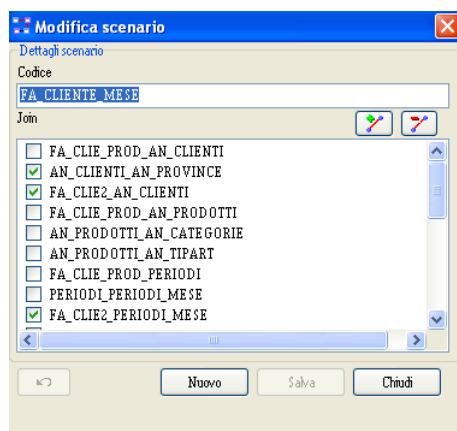 Modifica scenario
Dettagli scenario
Codice
FA_CLIENTE_MESE
Join
FA_CLIE_PROD_AN_CLIENTI
AN_CLIENTI_AN_PROVINCE
FA_CLIE2_AN_CLIENTI
FA_CLIE_PROD_AN_PRODOTTI
AN_PRODOTTI_AN_CATEGORIE
AN_PRODOTTI_AN_TIPART
FA_CLIE_PROD_PERIODI
PERIODI_PERIODI_MESE
FA_CLIE2_PERIODI_MESE
Nuovo Salva Chiudi